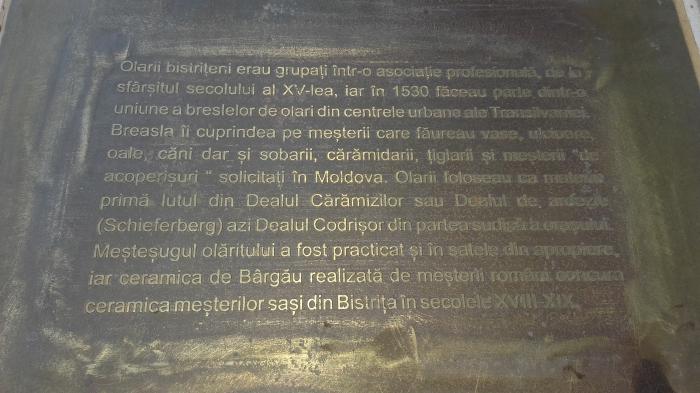 Olarii bistrițeni erau grupați într-o asociație profesională, de la
sfârșitul secolului al XV-lea, iar în 1530 făceau parte dintr-o
uniune a breslelor de olari din centrele urbane ale Transilvaniei.
Breasla îi cuprindea pe meșterii care făureau vase, ulcioare,
oale, căni dar și sobarii, cărămidarii, țiglarii și meșterii "de
acoperisuri " solicitați în Moldova. Olarii foloseau ca materie
primă lutul din Dealul Cărămizilor sau Dealul de ardezie
(Schieferberg) azi Dealul Codrișor din partea sudică a orașului.
Meșteșugul olăritului a fost practicat și în satele din apropiere,
iar ceramica de Bârgău realizată de meșterii români concura
ceramica meșterilor sași din Bistrița în secolele XVIII-XIX.